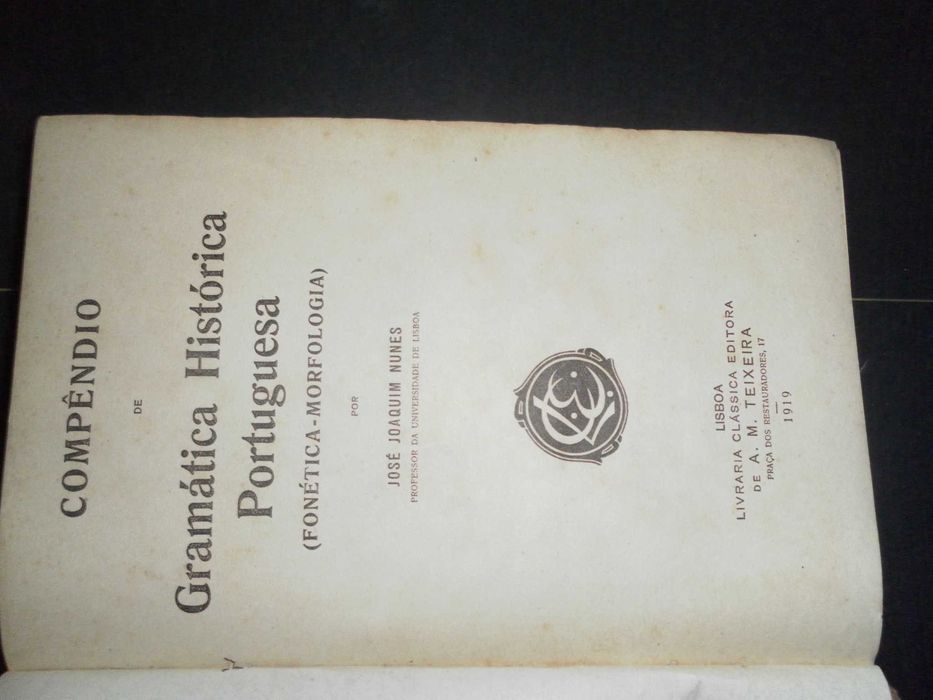 COMPÊNDIO
DE
Gramática Histórica
Portuguesa
(FONÉTICA-MORFOLOGIA)
POR
JOSÉ JOAQUIM NUNES
PROFESSOR DA UNIVERSIDADE DE LISBOA
LISBOA
LIVRARIA CLÁSSICA EDITORA
DE A. M. TEIXEIRA
PRAÇA DOS RESTAURADORES, 17
1919